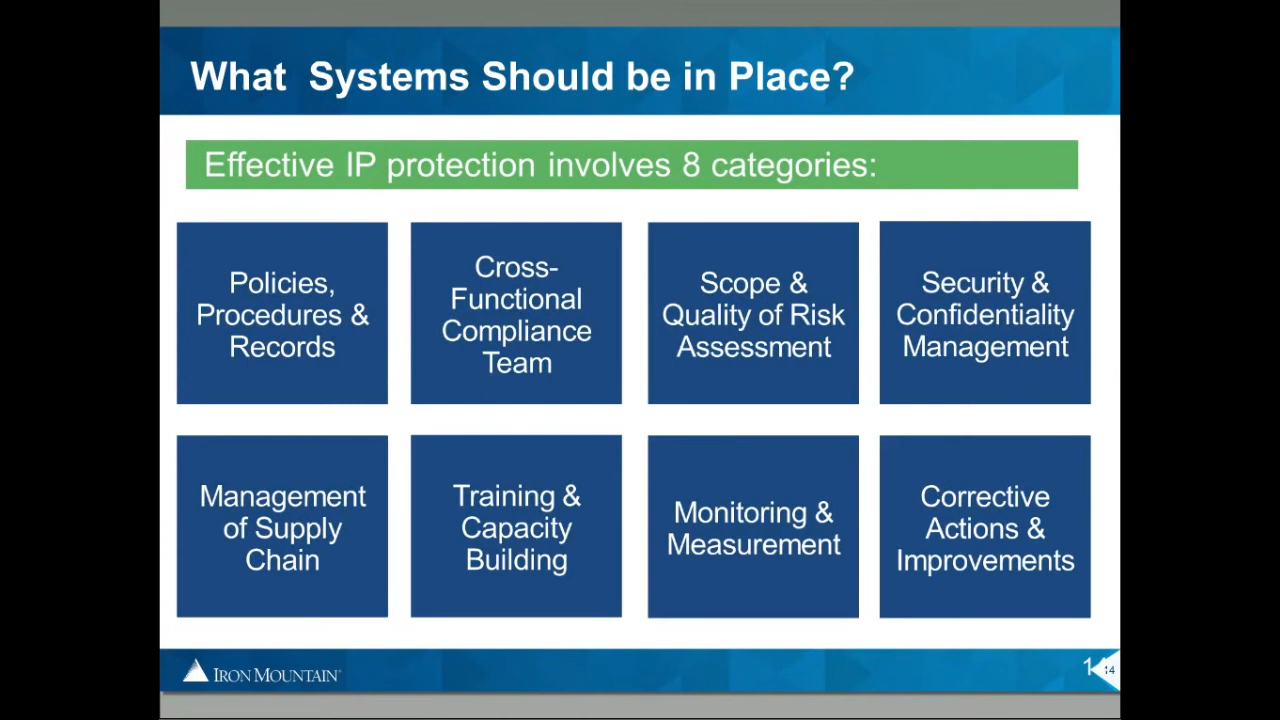 What  Systems Should be in Place?
Effective IP protection involves 8 categories:
Policies,
Procedures &
Records
Cross-
Functional
Compliance
Team
Scope &
Quality of Risk
Assessment
Security &
Confidentiality
Management
Management
of Supply
Chain
Training &
Capacity
Building
Monitoring &
Measurement
Corrective
Actions &
Improvements
IRON MOUNTAIN®
14